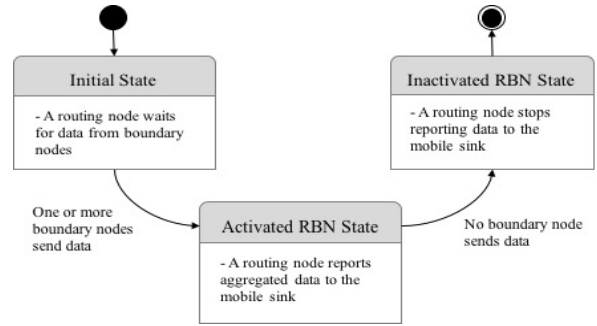 Initial State
- A routing node waits
for data from boundary
nodes
Inactivated RBN State
- A routing node stops
reporting data to the
mobile sink
One or more
boundary nodes
send data
Activated RBN State
- A routing node reports
aggregated data to the
mobile sink
No boundary node
sends data